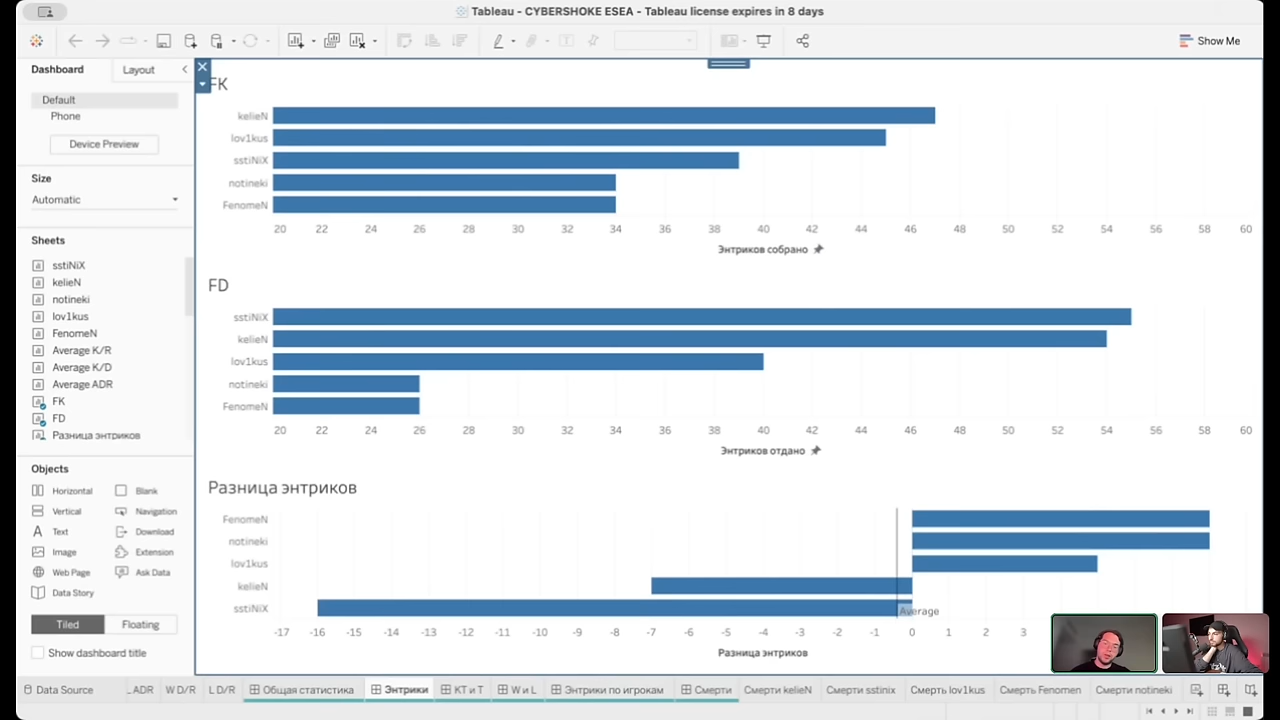 Tableau - CYBERSHOKE ESEA - Tableau license expires in 8 days
Show Me
Dashboard
Layout
Default
Phone
Device Preview
Size
Automatic
Sheets
sstiNiX
kelieN
notineki
lov1kus
FenomeN
Average K/R
Average K/D
Average ADR
FK
FD
Разница энтриков
Objects
Horizontal
Blank
Vertical
Navigation
Text
Download
Image
Extension
Web Page
Ask Data
Data Story
Tiled
Floating
Show dashboard title
FK
kelieN
lov1kus
sstiNiX
notineki
FenomeN
20 22 24 26 28 30 32 34 36 38 40 42 44 46 48 50 52 54 56 58 60
Энтриков собрано
FD
sstiNiX
kelieN
lov1kus
notineki
FenomeN
20 22 24 26 28 30 32 34 36 38 40 42 44 46 48 50 52 54 56 58 60
Энтриков отдано
Разница энтриков
FenomeN
notineki
lov1kus
kelieN
sstiNiX
Average
-17 -16 -15 -14 -13 -12 -11 -10 -9 -8 -7 -6 -5 -4 -3 -2 -1 0 1 2 3
Разница энтриков
Data Source
_ADR
W D/R
L D/R
Общая статистика
Энтрики
КТ и Т
W и L
Энтрики по игрокам
Смерти
Смерти kelieN
Смерти sstinix
Смерть lov1kus
Смерть Fenomen
Смерти notineki